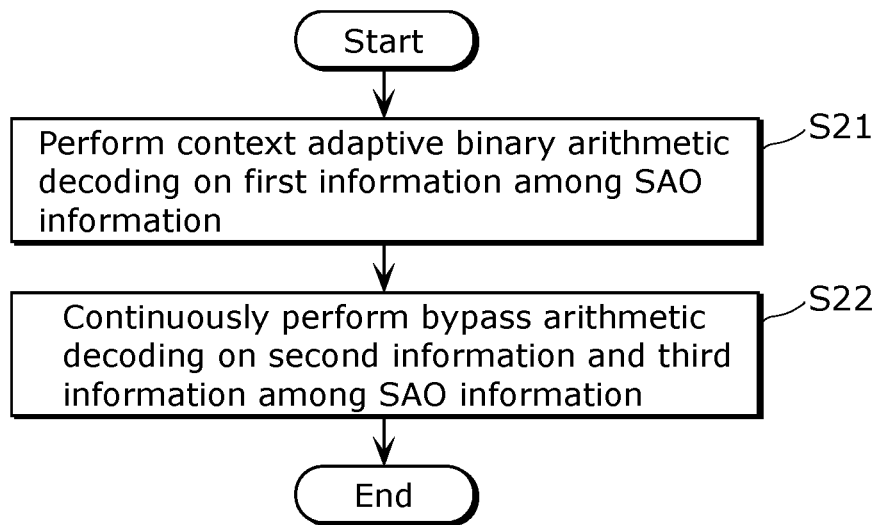 Start
S21
Perform context adaptive binary arithmetic
decoding on first information among SAO
information
S22
Continuously perform bypass arithmetic
decoding on second information and third
information among SAO information
End